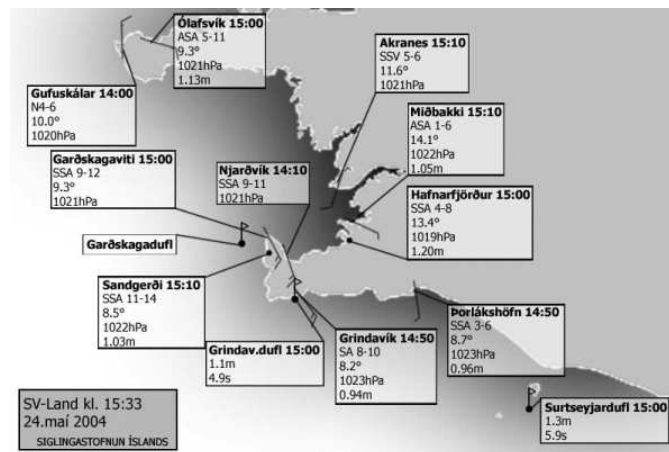 Ólafsvík 15:00
ASA 5-11
9.3°
1021hPa
1.13m
Akranes 15:10
SSV 5-6
11.6°
1021hPa
Gufuskálar 14:00
N4-6
10.0°
1020hPa
Miðbakki 15:10
ASA 1-6
14.1°
1022hPa
1.05m
Garðskagaviti 15:00
SSA 9-12
9.3°
1021hPa
Njarðvík 14:10
SSA 9-11
1021hPa
Hafnarfjörður 15:00
SSA 4-8
13.4°
1019hPa
1.20m
Garðskagadufl
Sandgerði 15:10
SSA 11-14
8.5°
1022hPa
1.03m
Þorlákshöfn 14:50
SSA 3-6
8.7°
1023hPa
0.96m
Grindav.dufl 15:00
1.1m
4.9s
Grindavík 14:50
SA 8-10
8.2°
1023hPa
0.94m
Surtseyjardufl 15:00
1.3m
5.9s
SV-Land kl. 15:33
24.maí 2004
SIGLINGASTOFNUN ÍSLANDS